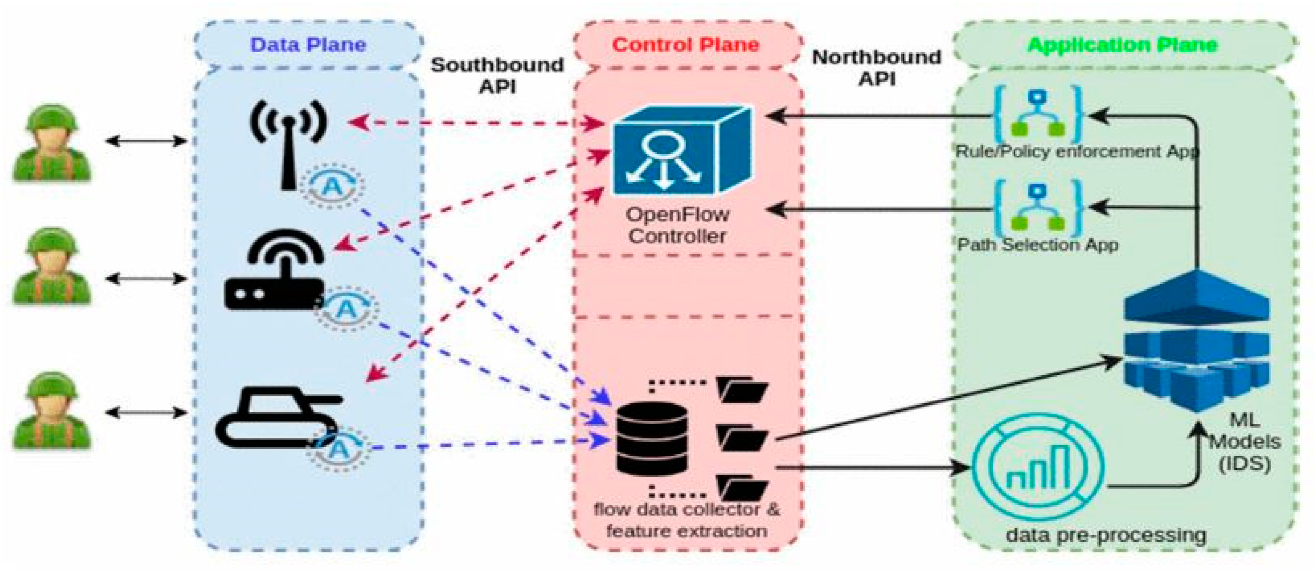 Data Plane
Control Plane
Application Plane
Southbound
API
Northbound
API
Rule/Policy enforcement App
OpenFlow
Controller
Path Selection App
A
A
A
ML
Models
(IDS)
flow data collector &
feature extraction
data pre-processing